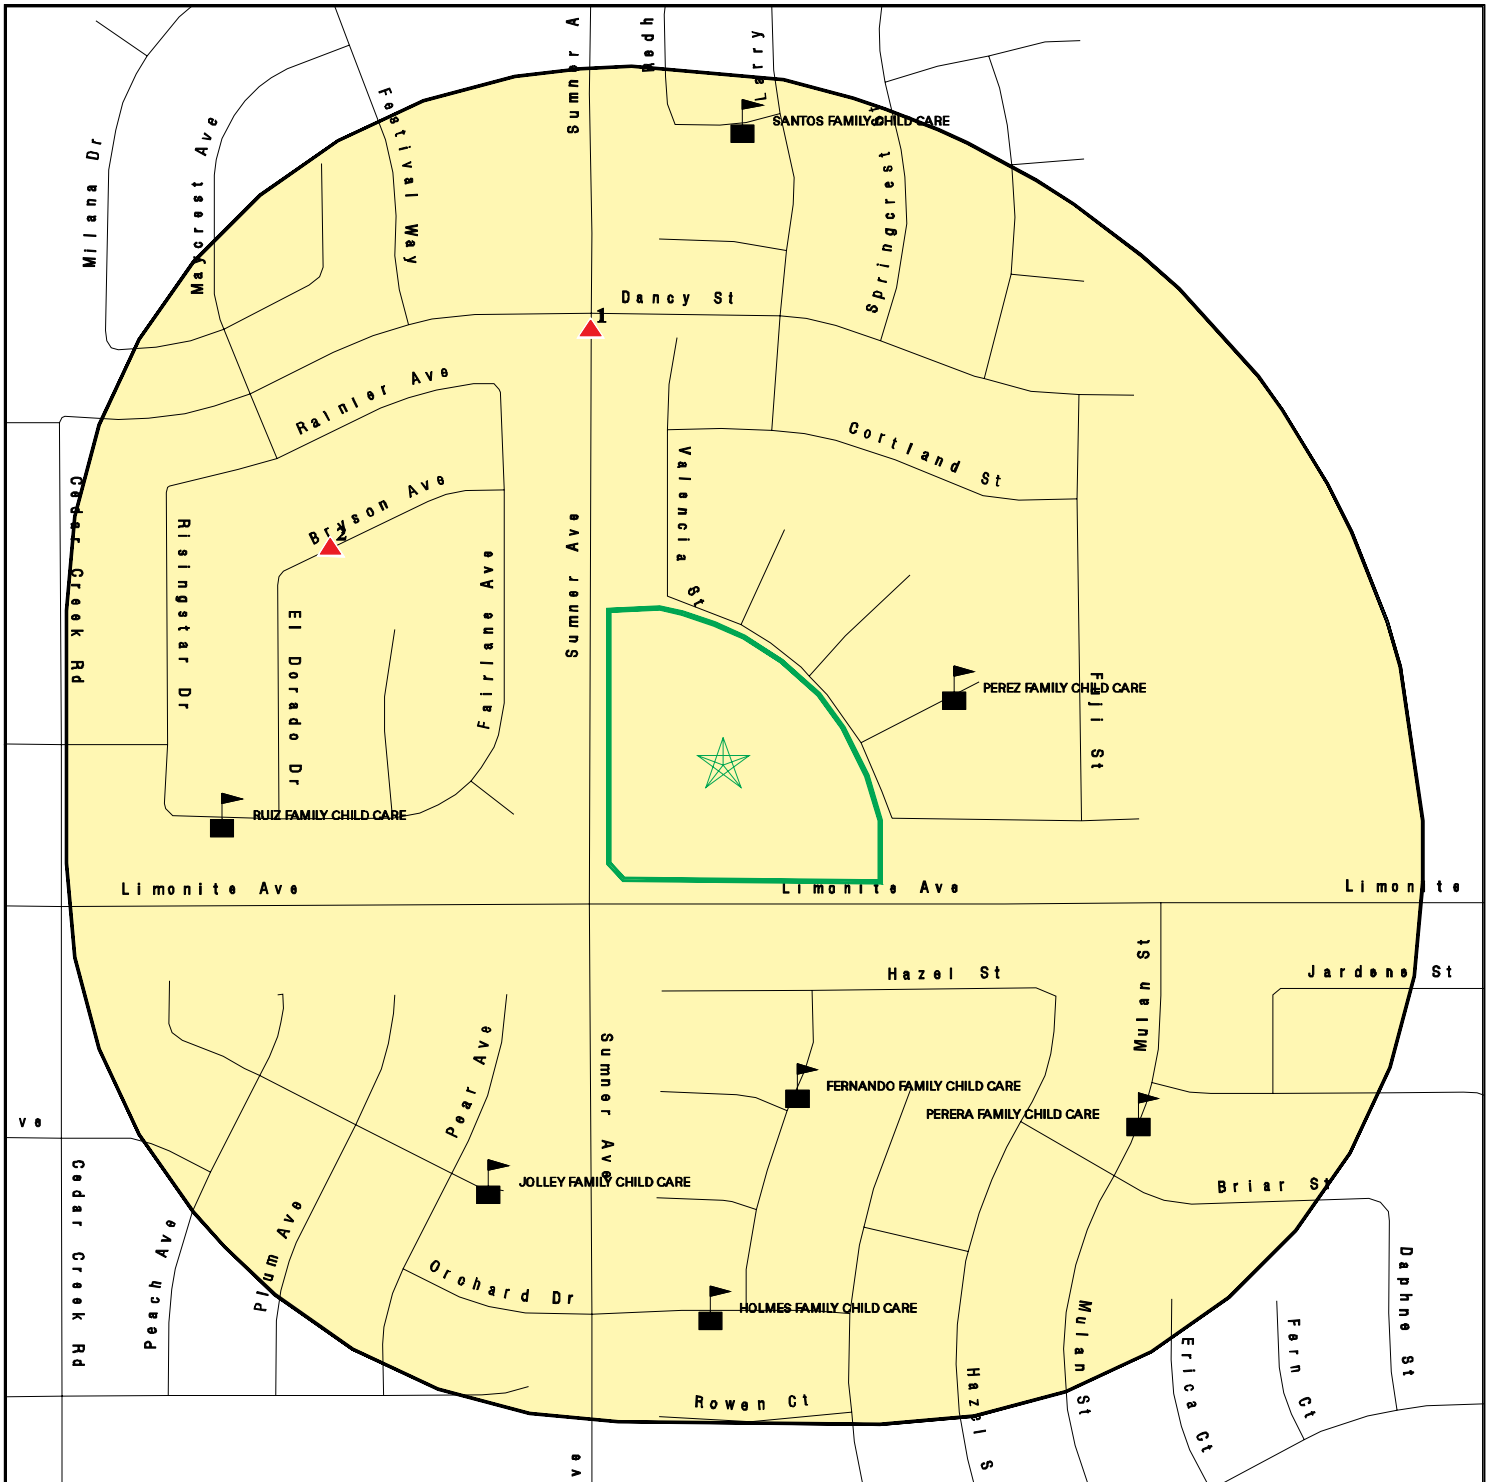 Sumner A
Medh
Larry
Festival Way
Maycrest Ave
Milana Dr
SANTOS FAMILY CHILD CARE
Springcrest St
Dancy St
1
Rainier Ave
Cortland St
Valencia St
Bryson Ave
2
Cedar Creek Rd
Risingstar Dr
El Dorado Dr
Fairlane Ave
Sumner Ave
PEREZ FAMILY CHILD CARE
Fuji St
RUIZ FAMILY CHILD CARE
Limonite Ave
Limonite Ave
Limonite
Hazel St
Mulan St
Jardene St
Pear Ave
Sumner Ave
FERNANDO FAMILY CHILD CARE
PERERA FAMILY CHILD CARE
ve
Cedar Creek Rd
JOLLEY FAMILY CHILD CARE
Briar St
Peach Ave
Plum Ave
Orchard Dr
HOLMES FAMILY CHILD CARE
Daphne St
Mulan St
Erica Ct
Fern Ct
Rowen Ct
Hazel S
ve